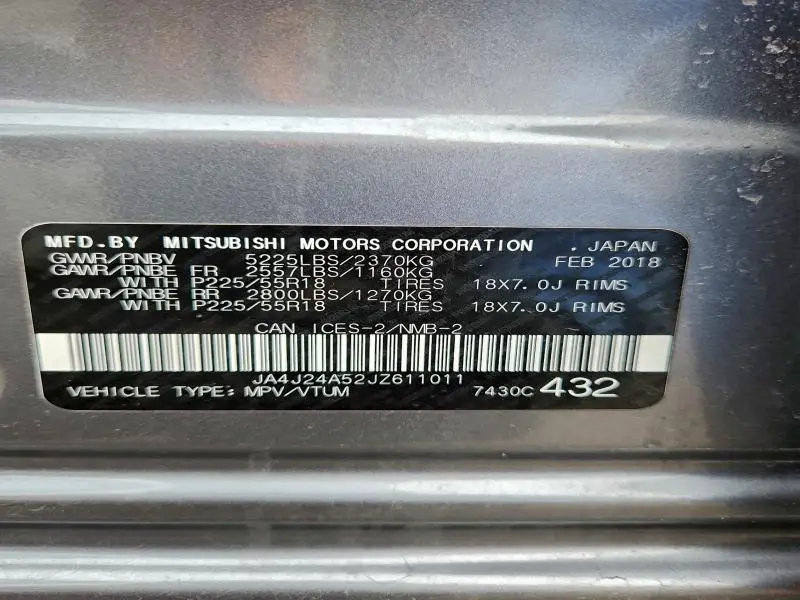 MFD.BY MITSUBISHI MOTORS CORPORATION . JAPAN
GVWR/PNBV 5225LBS/2370KG FEB 2018
GAWR/PNBE FR 2557LBS/1160KG
WITH P225/55R18 TIRES 18X7.0J RIMS
GAWR/PNBE RR 2800LBS/1270KG
WITH P225/55R18 TIRES 18X7.0J RIMS
CAN ICES-2/NMB-2
JA4J24A52JZ611011
VEHICLE TYPE: MPV/VTUM 7430C 432